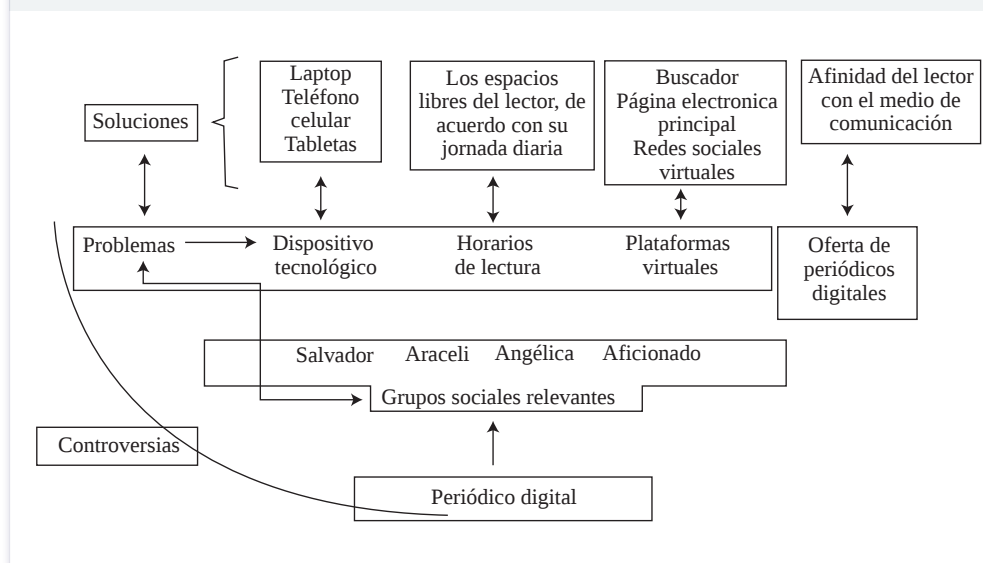 Soluciones
Laptop
Teléfono
celular
Tabletas
Los espacios
libres del lector, de
acuerdo con su
jornada diaria
Buscador
Página electronica
principal
Redes sociales
virtuales
Afinidad del lector
con el medio de
comunicación
Problemas
Dispositivo
tecnológico
Horarios
de lectura
Plataformas
virtuales
Oferta de
periódicos
digitales
Salvador Araceli Angélica Aficionado
Grupos sociales relevantes
Controversias
Periódico digital